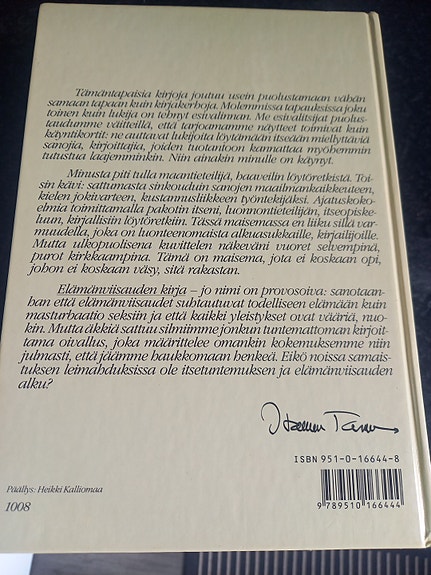 Tämäntapaisia kirjoja joutuu usein puolustamaan vähän
samaan tapaan kuin kirjakerhoja. Molemmissa tapauksissa joku
toinen kuin lukija on tehnyt esivalinnan. Me esivalitsijat puolus-
taudumme väitteillä, että tarjoamamme näytteet toimivat kuin
käyntikortit: ne auttavat lukijoita löytämään itseään miellyttäviä
sanojia, kirjoittajia, joiden tuotantoon kannattaa myöhemmin
tutustua laajemminkin. Niin ainakin minulle on käynyt.
Minusta piti tulla maantieteilijä, haaveilin löytöretkistä. Toi-
sin kävi: sattumasta sinkouduin sanojen maailmankaikkeuteen,
kielen jokivarteen, kustannusliikkeen työntekijäksi. Ajatuskoko-
elmia toimittamalla pakotin itseni, luonnontieteilijän, itseopiske-
luun, kirjallisiin löytöretkiin. Tässä maisemassa en liiku sillä var-
muudella, joka on luonteenomaista alkuasukkaille, kirjailijoille.
Mutta ulkopuolisena kuvittelen näkeväni vuoret selvempinä,
purot kirkkaampina. Tämä on maisema, jota ei koskaan opi,
johon ei koskaan väsy, sitä rakastan.
Elämänviisauden kirja – jo nimi on provosoiva: sanotaan-
han että elämänviisaudet suhtautuvat todelliseen elämään kuin
masturbaatio seksiin ja että kaikki yleistykset ovat vääriä, nuo-
kin. Mutta äkkiä sattuu silmiimme jonkun tuntemattoman kirjoit-
tama oivallus, joka määrittelee omankin kokemuksemme niin
julmasti, että jäämme haukkomaan henkeä. Eikö noissa samais-
tuksen leimahduksissa ole itsetuntemuksen ja elämänviisauden
alku?
ISBN 951-0-16644-8
Päällys: Heikki Kalliomaa
1008
9 789510 166444